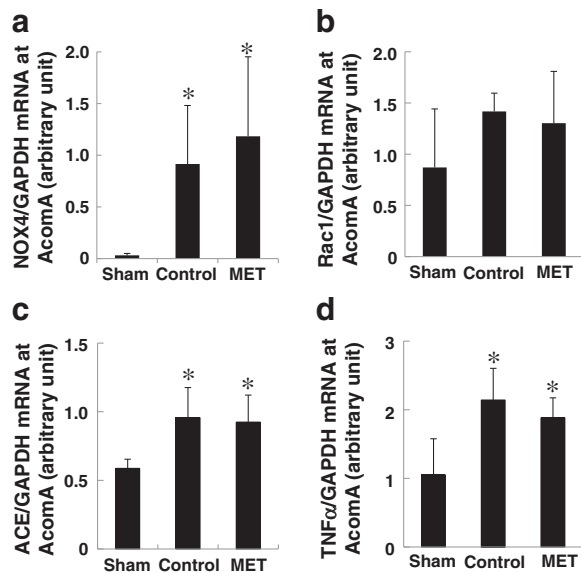 a
NOX4/GAPDH mRNA at
AcomA (arbitrary unit)
2.0
1.5
1.0
0.5
0
*
*
Sham Control MET
b
Rac1/GAPDH mRNA at
AcomA (arbitrary unit)
2.0
1.5
1.0
0.5
0
Sham Control MET
c
ACE/GAPDH mRNA at
AcomA (arbitrary unit)
1.5
1.0
0.5
0
*
*
Sham Control MET
d
TNFα/GAPDH mRNA at
AcomA (arbitrary unit)
3
2
1
0
*
*
Sham Control MET